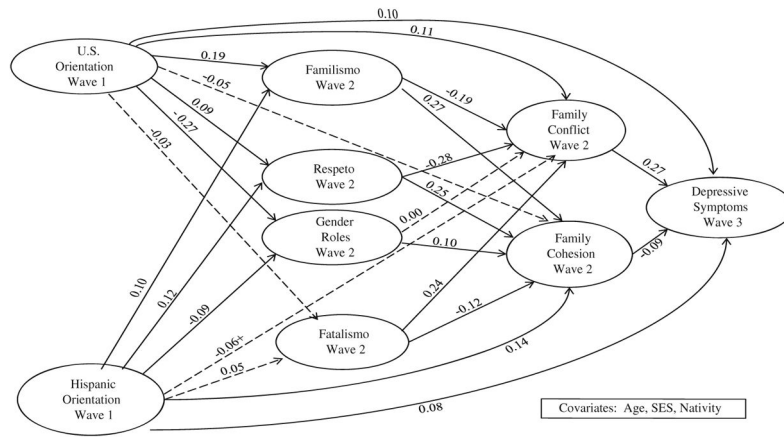 0.10
0.11
U.S.
Orientation
Wave 1
0.19
Familismo
Wave 2
-0.05
-0.19
0.27
Family
Conflict
Wave 2
0.09
- 0.27
-0.03
Respeto
Wave 2
-0.28
0.25
0.27
Depressive
Symptoms
Wave 3
Gender
Roles
Wave 2
0.00
0.10
Family
Cohesion
Wave 2
-0.09
0.10
0.12
-0.09
0.24
-0.12
Fatalismo
Wave 2
-0.06+
0.05
0.14
0.08
Hispanic
Orientation
Wave 1
Covariates: Age, SES, Nativity